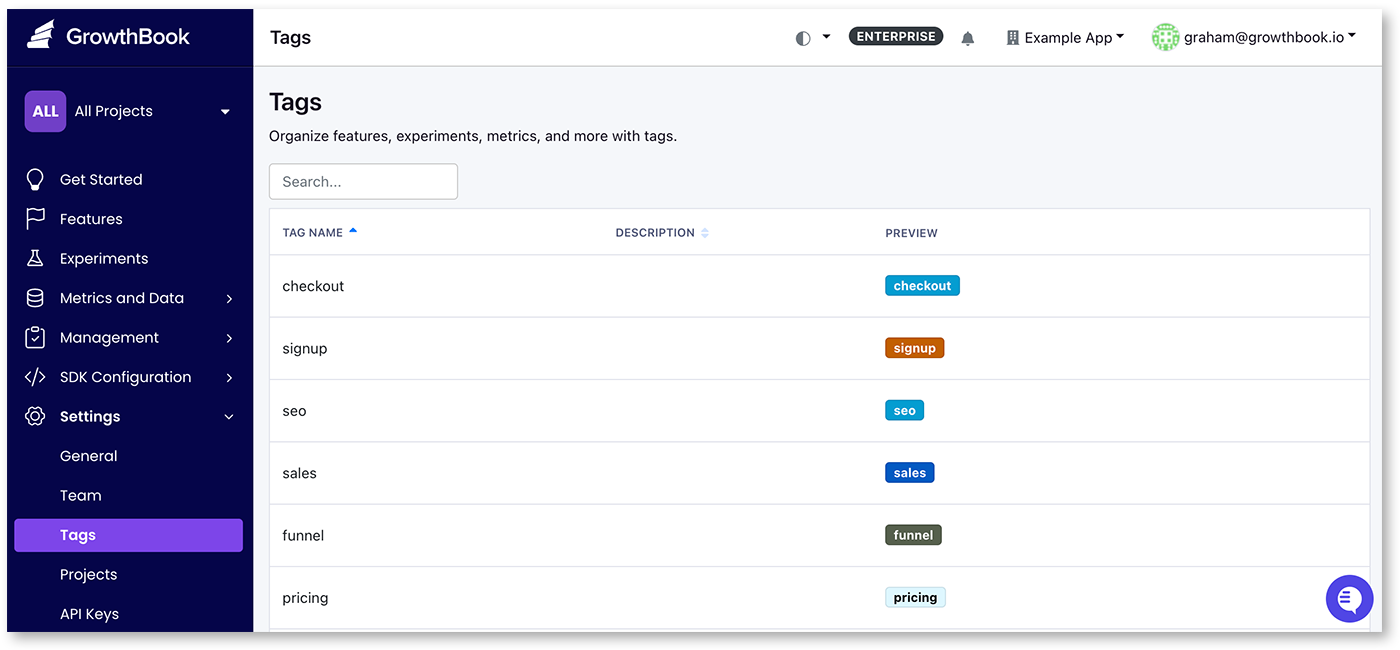 GrowthBook
ALL All Projects
Get Started
Features
Experiments
Metrics and Data
Management
SDK Configuration
Settings
General
Team
Tags
Projects
API Keys
Tags
ENTERPRISE
Example App
graham@growthbook.io
Tags
Organize features, experiments, metrics, and more with tags.
Search...
TAG NAME DESCRIPTION PREVIEW
checkout checkout
signup signup
seo seo
sales sales
funnel funnel
pricing pricing